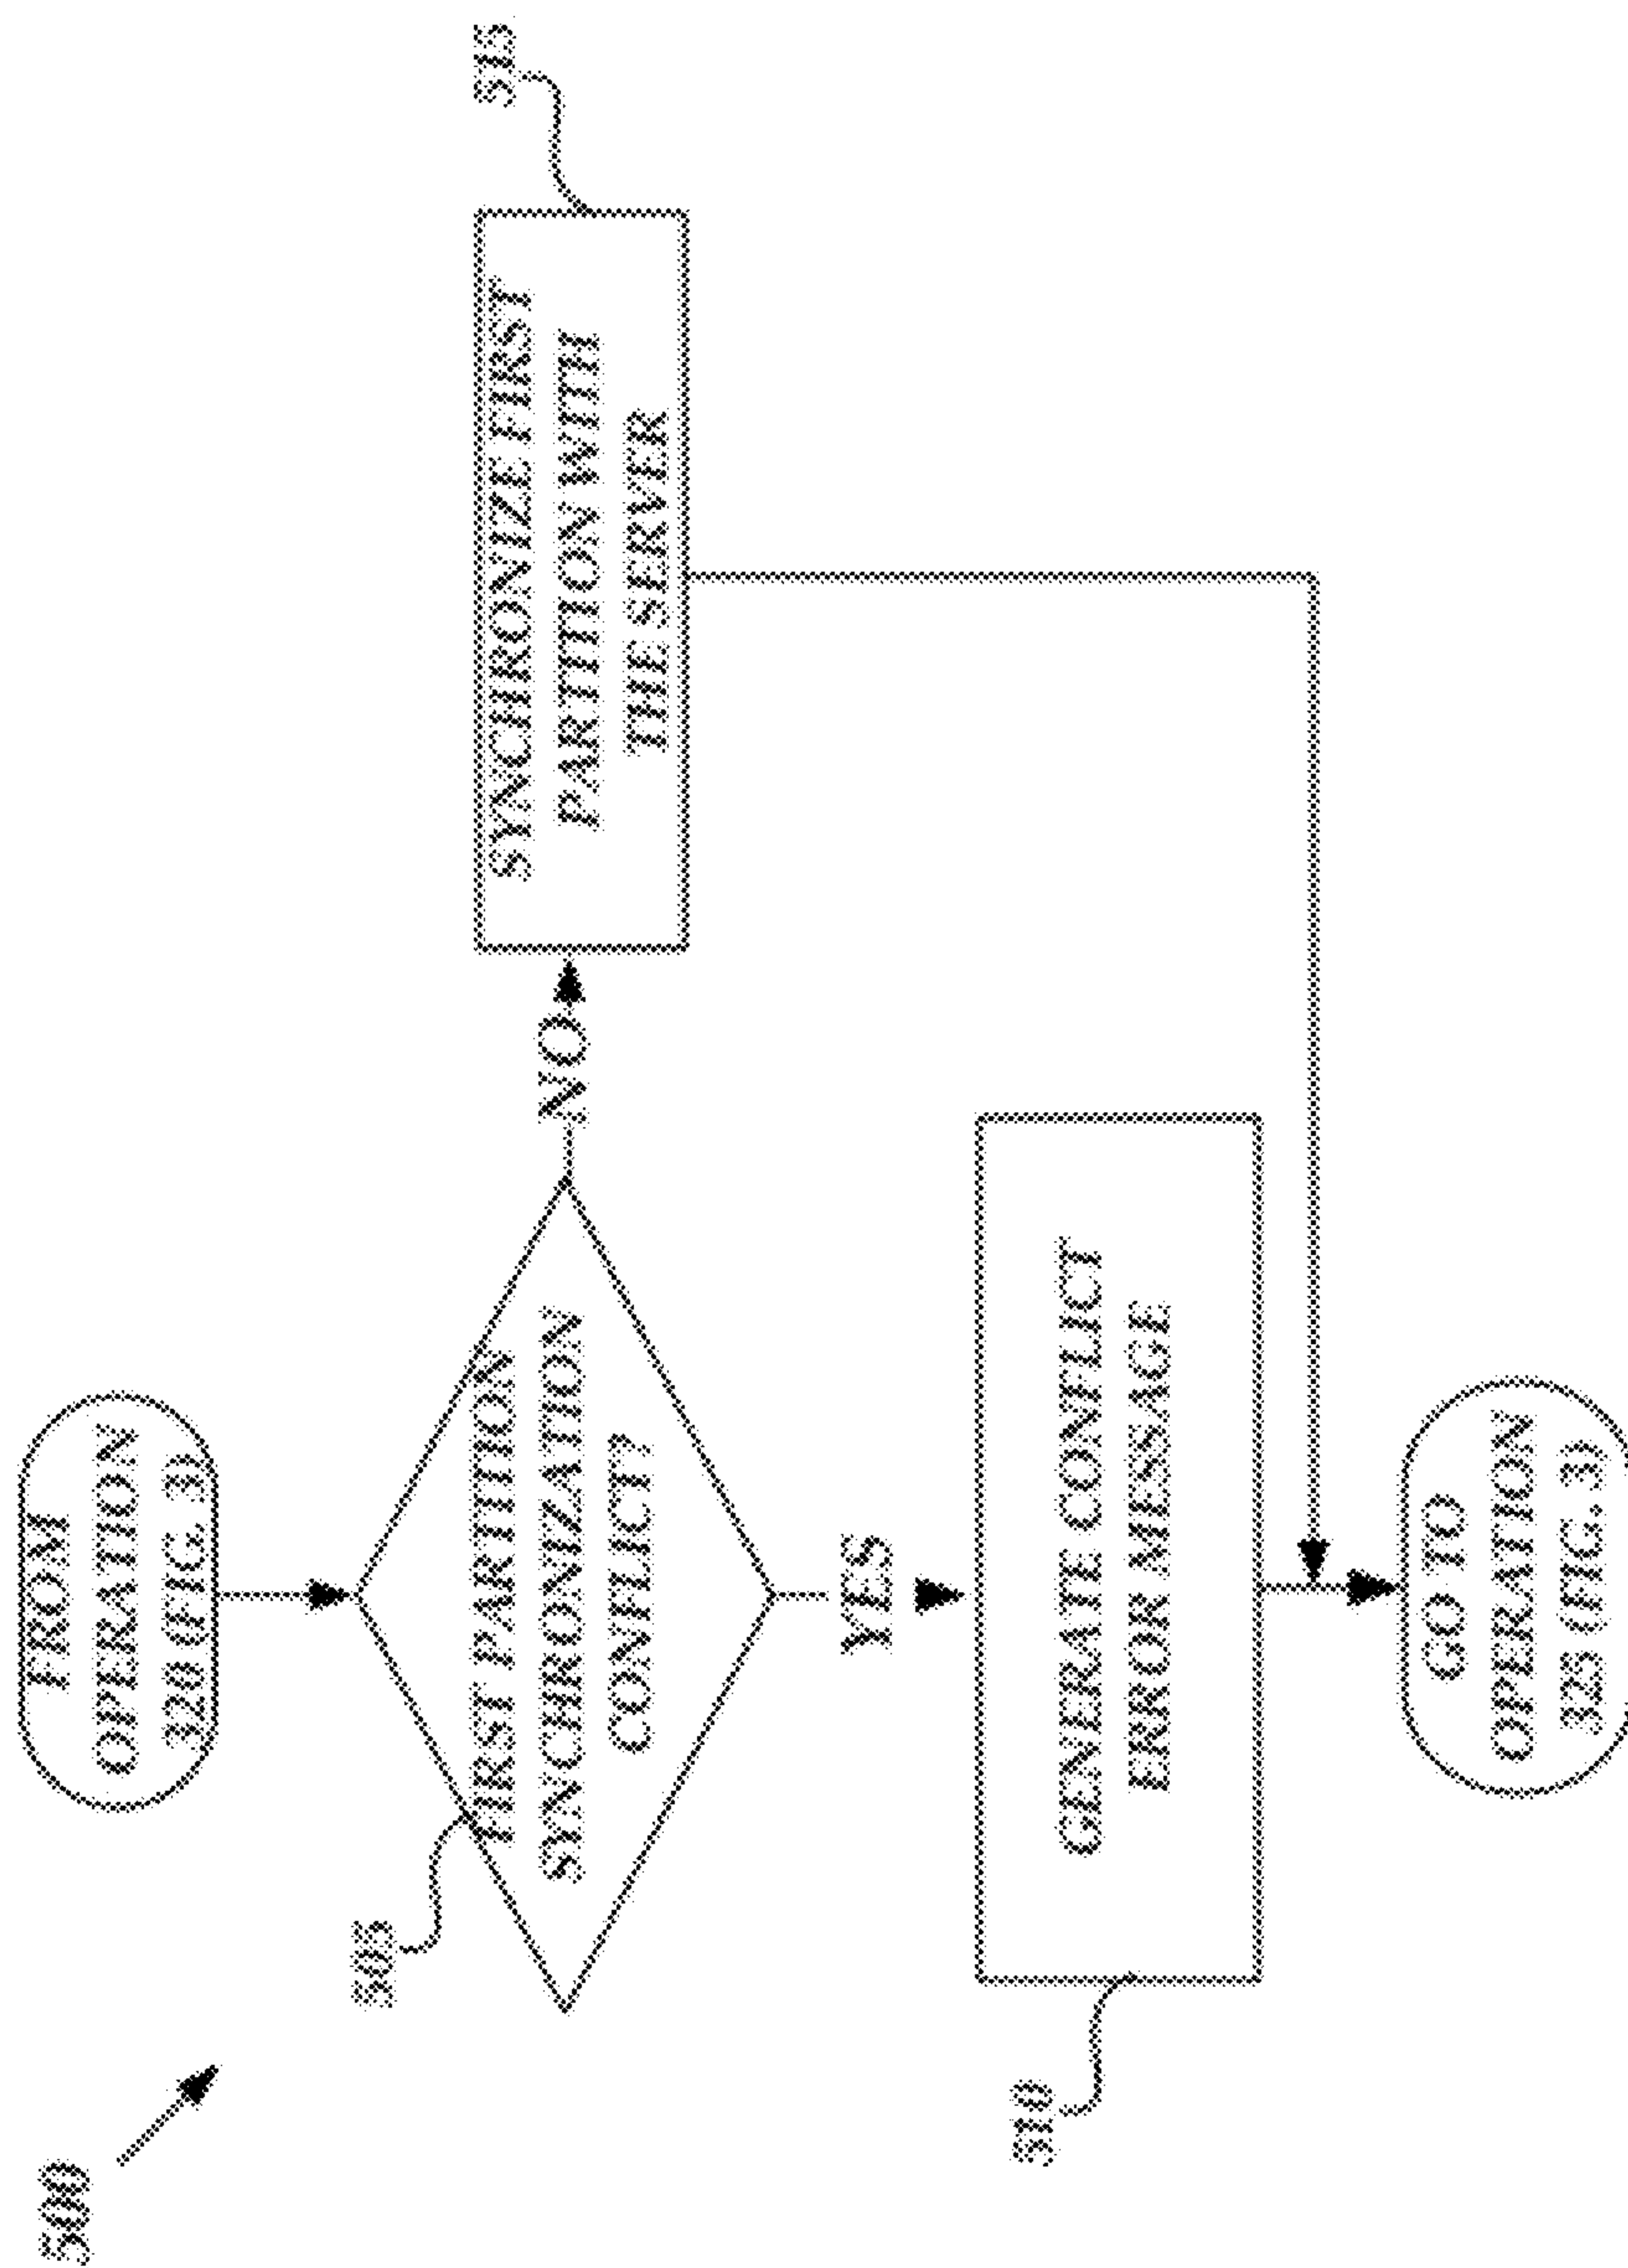 500
FROM
OPERATION
320 (FIG. 3)
505
FIRST PARTITION
SYNCHRONIZATION
CONFLICT?
NO
SYNCHRONIZE FIRST
PARTITION WITH
THE SERVER
515
YES
510
GENERATE CONFLICT
ERROR MESSAGE
GO TO
OPERATION
325 (FIG. 3)